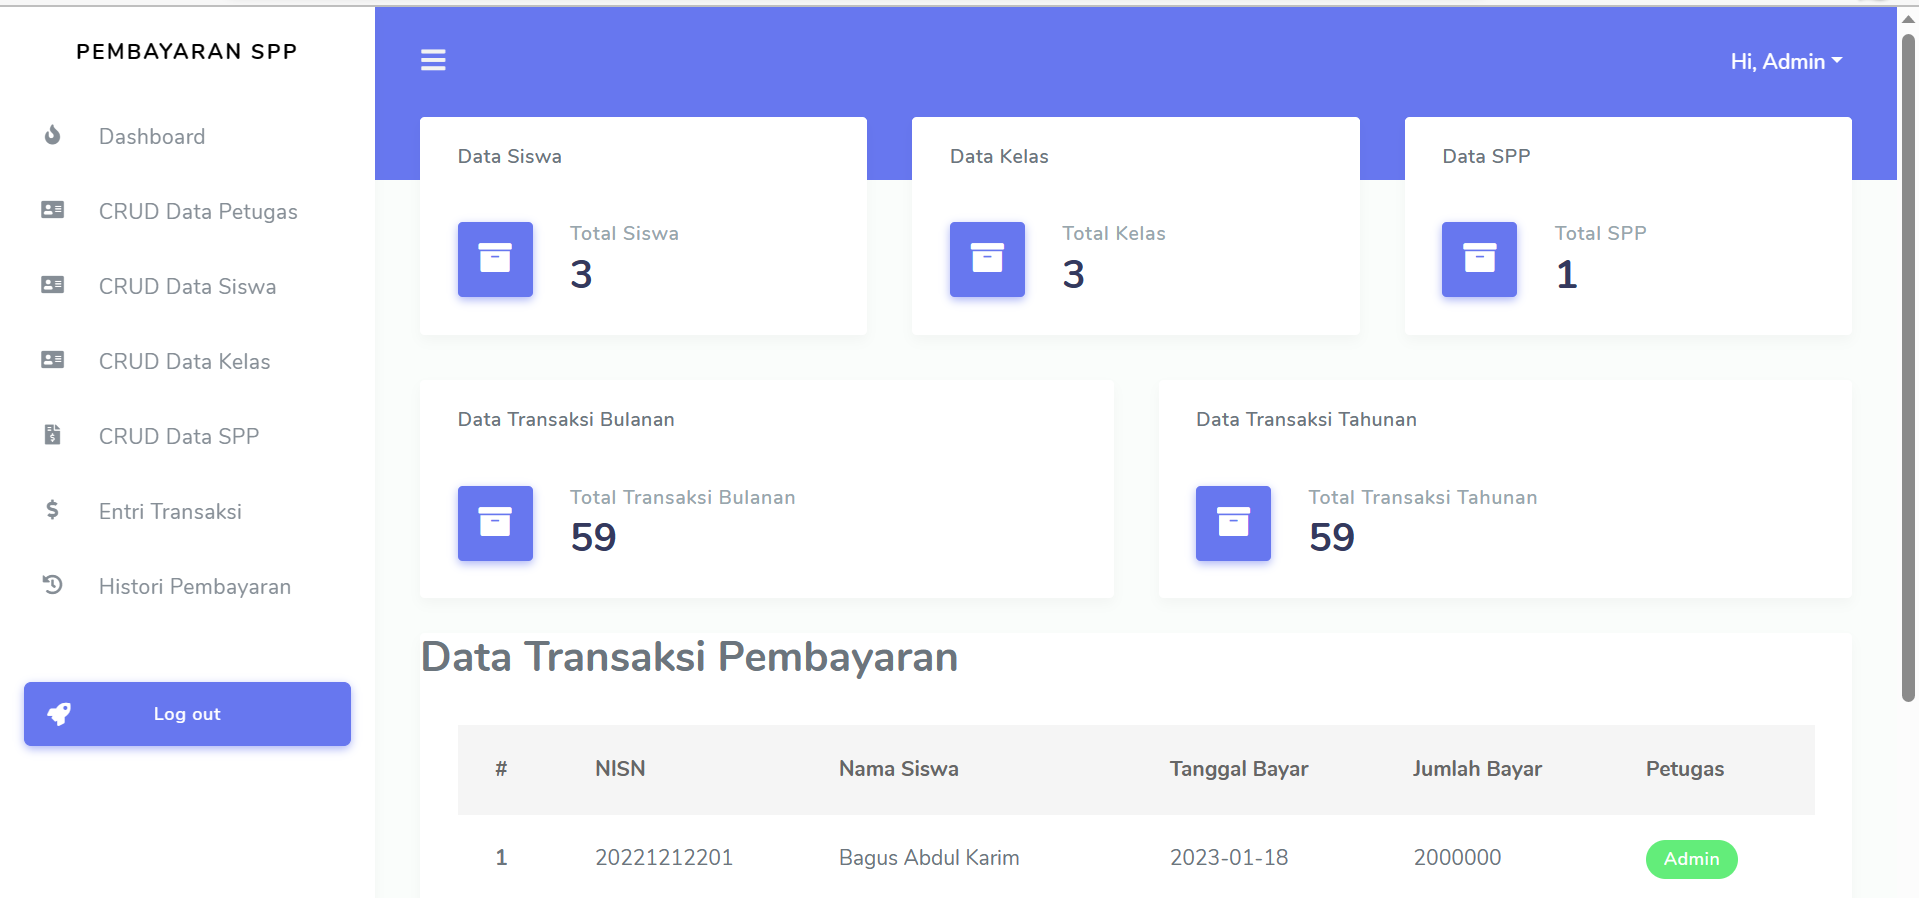 PEMBAYARAN SPP
Hi, Admin
Dashboard
CRUD Data Petugas
CRUD Data Siswa
CRUD Data Kelas
CRUD Data SPP
Entri Transaksi
Histori Pembayaran
Log out
Data Siswa
Total Siswa
3
Data Kelas
Total Kelas
3
Data SPP
Total SPP
1
Data Transaksi Bulanan
Total Transaksi Bulanan
59
Data Transaksi Tahunan
Total Transaksi Tahunan
59
Data Transaksi Pembayaran
# NISN Nama Siswa Tanggal Bayar Jumlah Bayar Petugas
1 20221212201 Bagus Abdul Karim 2023-01-18 2000000 Admin